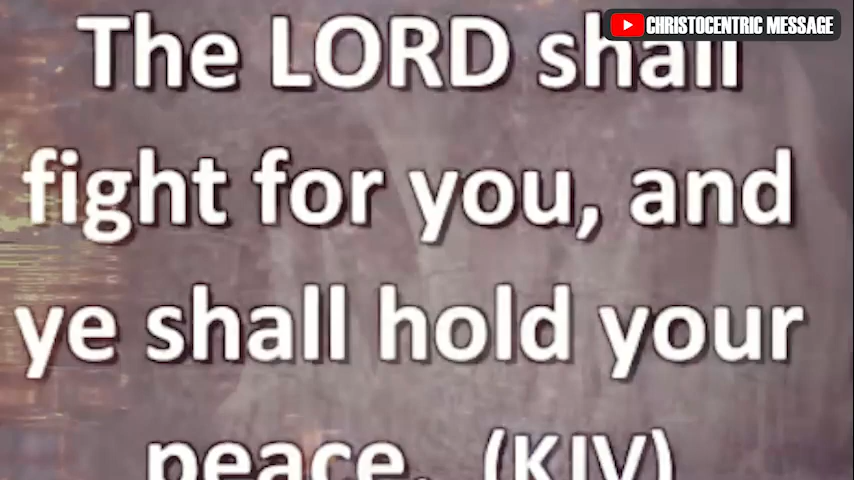 CHRISTOCENTRIC MESSAGE
The LORD shall
fight for you, and
ye shall hold your
peace. (KJV)